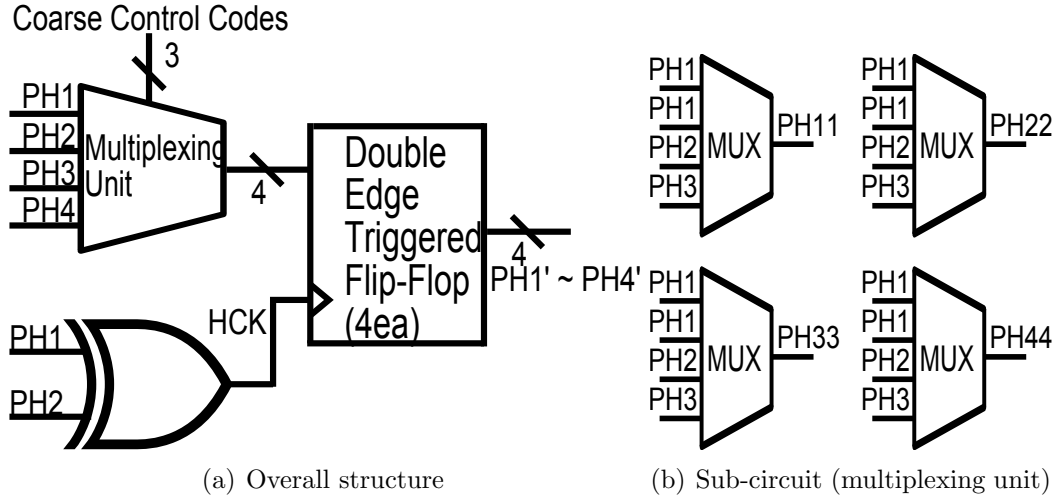 Coarse Control Codes
3
PH1
PH2
PH3
PH4
Multiplexing
Unit
4
Double
Edge
Triggered
Flip-Flop
(4ea)
4
PH1' ~ PH4'
HCK
PH1
PH2
(a) Overall structure
PH1
PH1
PH2
PH3
MUX
PH11
PH1
PH1
PH2
PH3
MUX
PH22
PH1
PH1
PH2
PH3
MUX
PH33
PH1
PH1
PH2
PH3
MUX
PH44
(b) Sub-circuit (multiplexing unit)